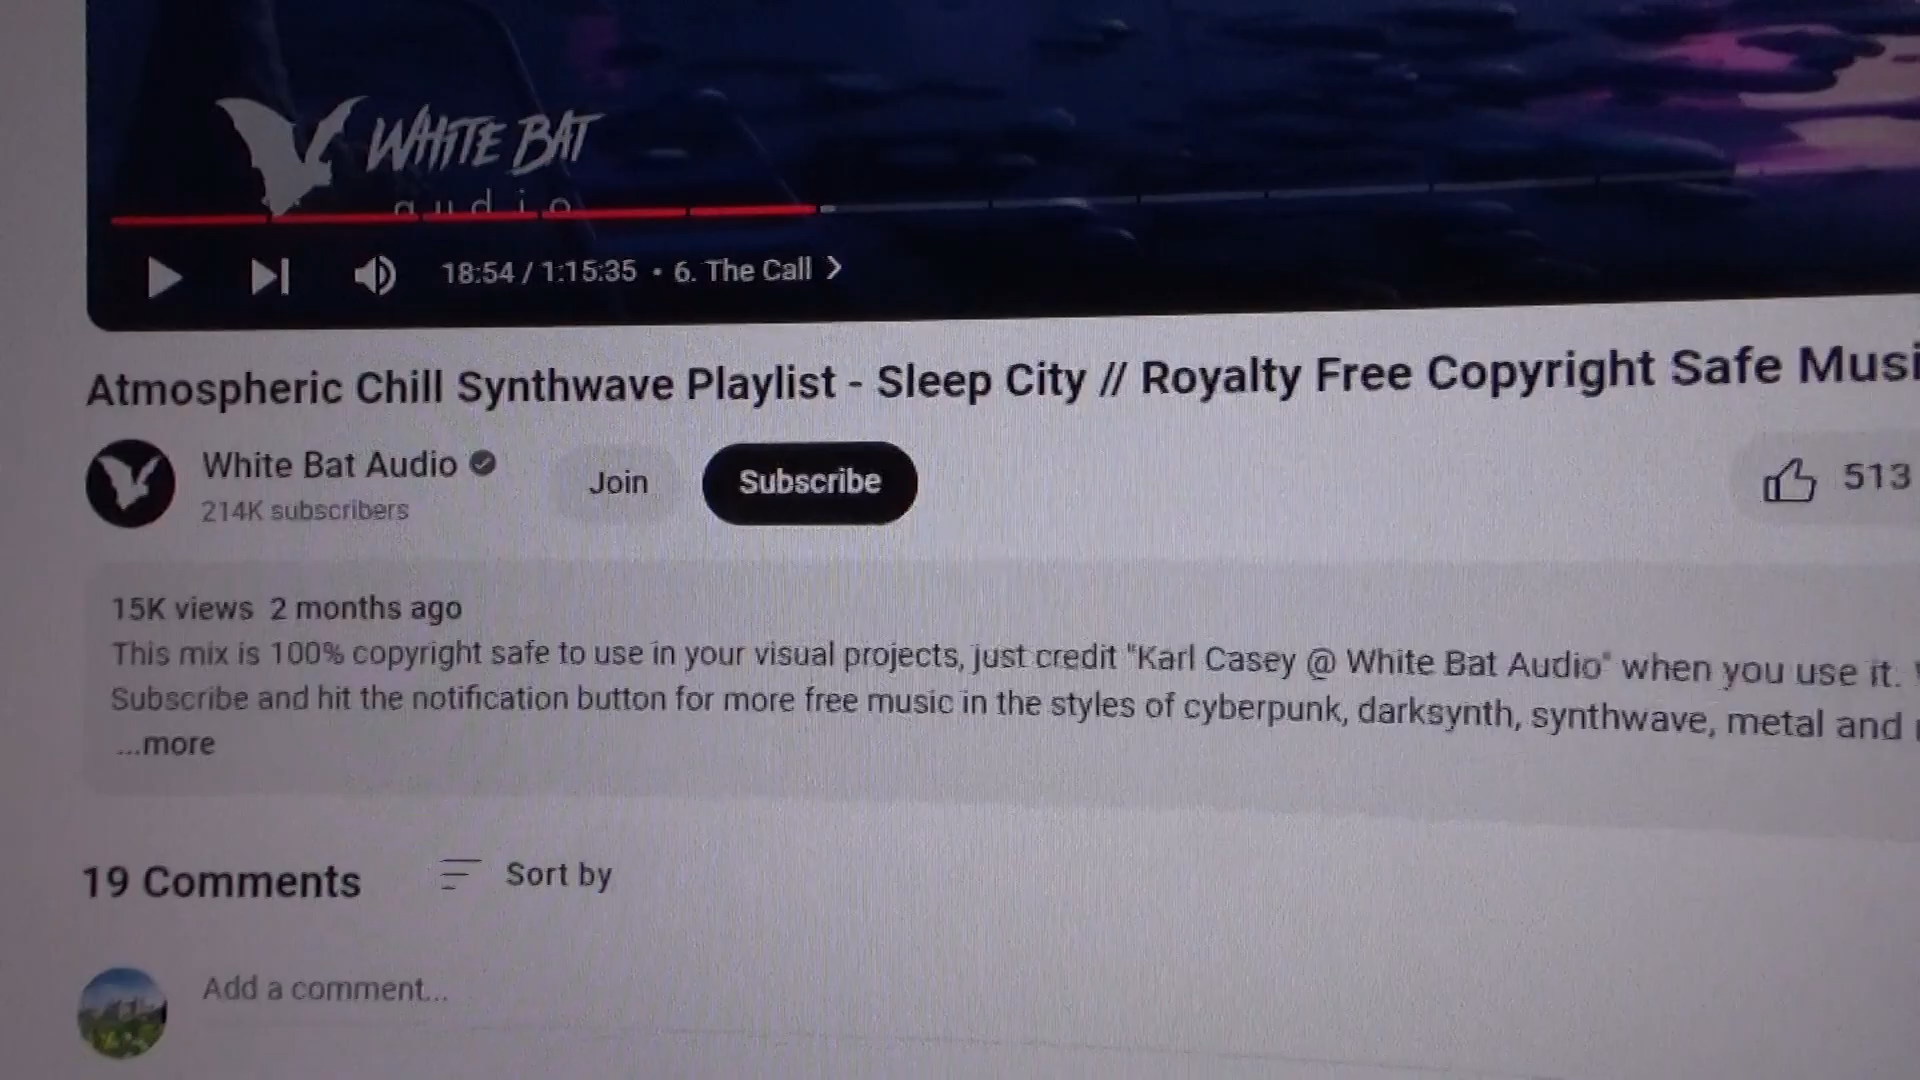 WHITE BAT
audio
18:54 / 1:15:35 • 6. The Call
Atmospheric Chill Synthwave Playlist - Sleep City // Royalty Free Copyright Safe Musi
White Bat Audio
214K subscribers
Join
Subscribe
513
15K views 2 months ago
This mix is 100% copyright safe to use in your visual projects, just credit "Karl Casey @ White Bat Audio" when you use it.
Subscribe and hit the notification button for more free music in the styles of cyberpunk, darksynth, synthwave, metal and
...more
19 Comments
Sort by
Add a comment...